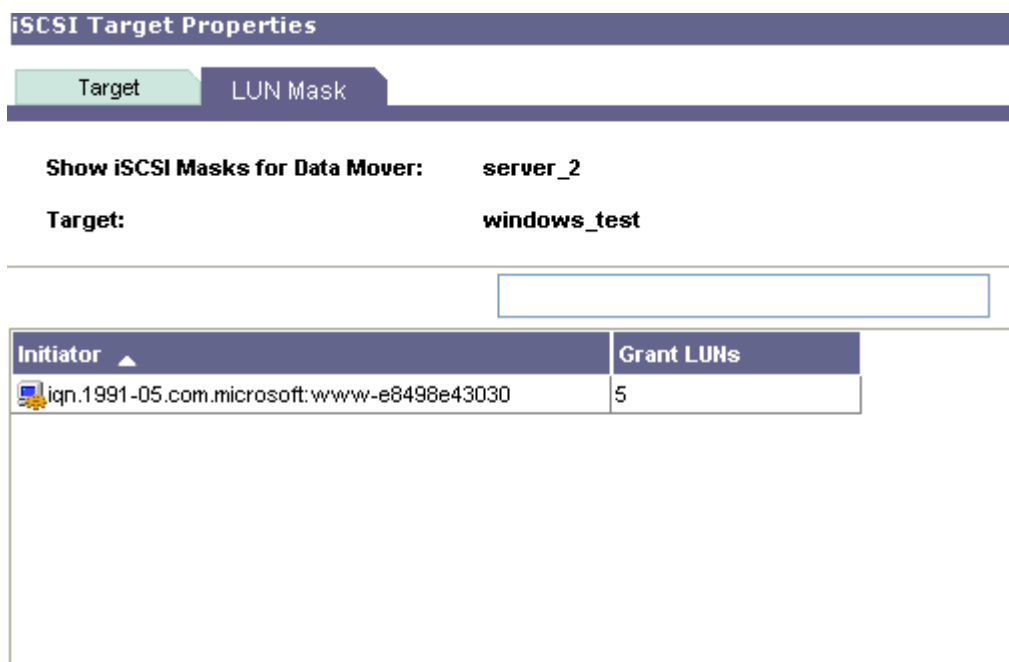 iSCSI Target Properties
Target LUN Mask
Show iSCSI Masks for Data Mover: server_2
Target: windows_test
Initiator Grant LUNs
iqn.1991-05.com.microsoft:www-e8498e43030 5